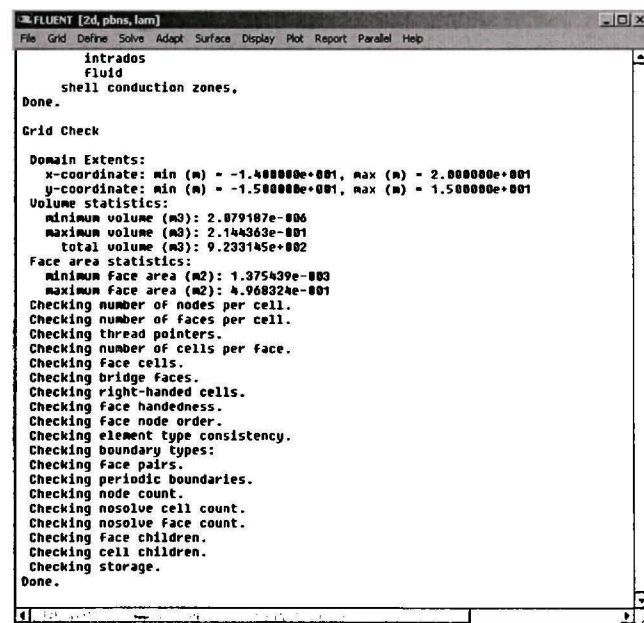 FLUENT [2d, pbns, lam]
File Grid Define Solve Adapt Surface Display Plot Report Parallel Help
intrados
fluid
shell conduction zones,
Done.
Grid Check
Domain Extents:
x-coordinate: min (m) = -1.400000e+001, max (m) = 2.000000e+001
y-coordinate: min (m) = -1.500000e+001, max (m) = 1.500000e+001
Volume statistics:
minimum volume (m3): 2.079187e-006
maximum volume (m3): 2.144363e-001
total volume (m3): 9.233145e+002
Face area statistics:
minimum face area (m2): 1.375439e-003
maximum face area (m2): 4.968324e-001
Checking number of nodes per cell.
Checking number of faces per cell.
Checking thread pointers.
Checking number of cells per face.
Checking face cells.
Checking bridge faces.
Checking right-handed cells.
Checking face handedness.
Checking face node order.
Checking element type consistency.
Checking boundary types:
Checking face pairs.
Checking periodic boundaries.
Checking node count.
Checking nosolve cell count.
Checking nosolve face count.
Checking face children.
Checking cell children.
Checking storage.
Done.